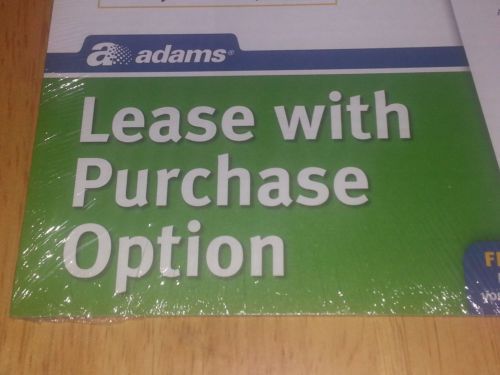 adams®
Lease with
Purchase
Option